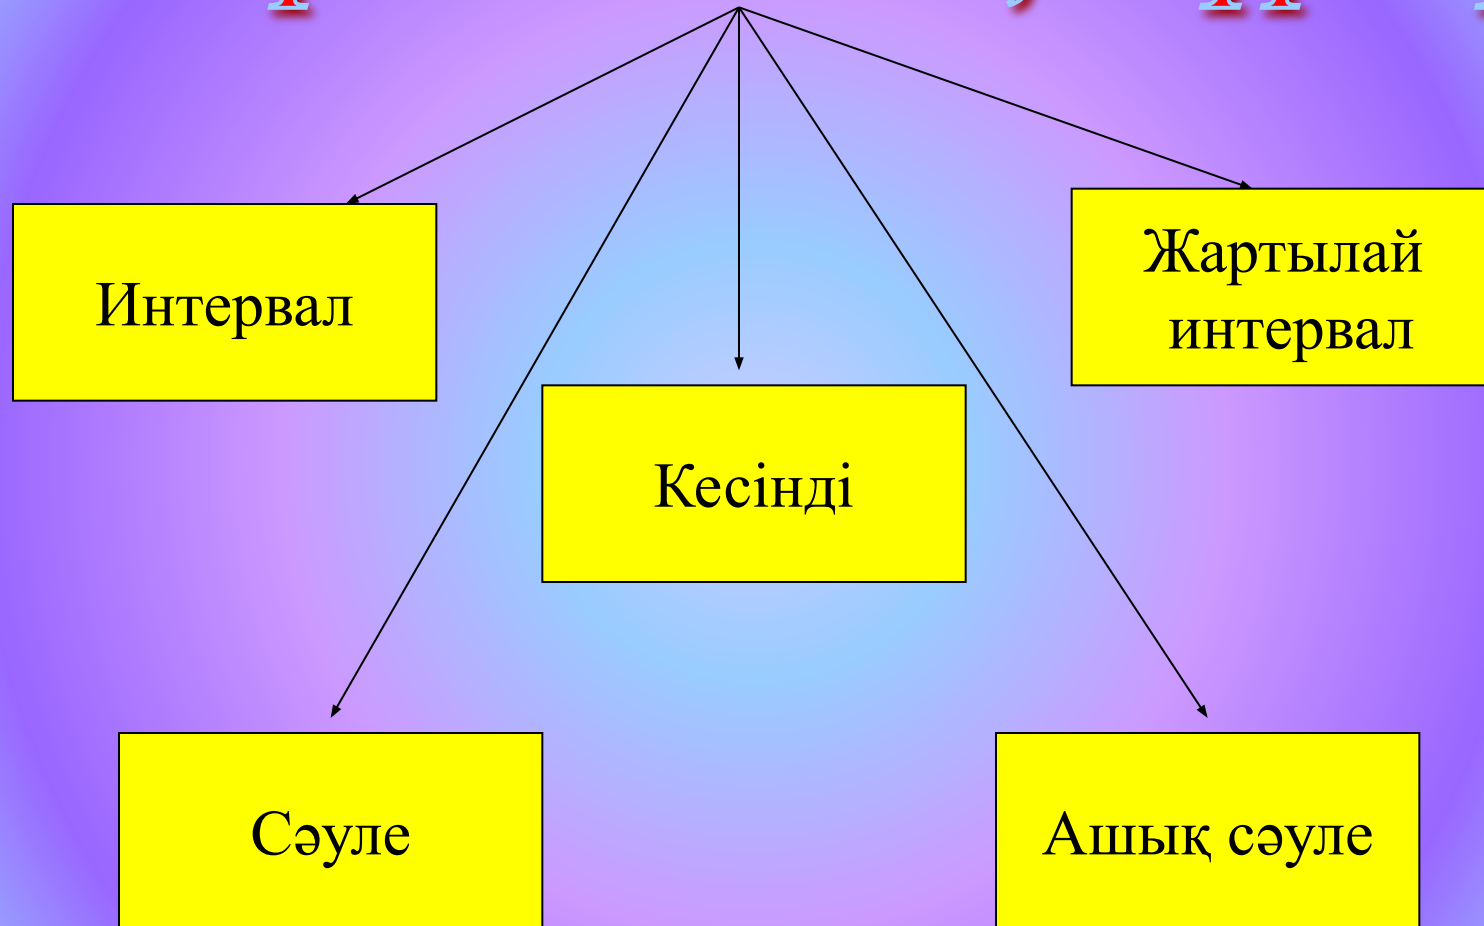 Интервал
Жартылай
интервал
Кесінді
Сәуле
Ашық сәуле